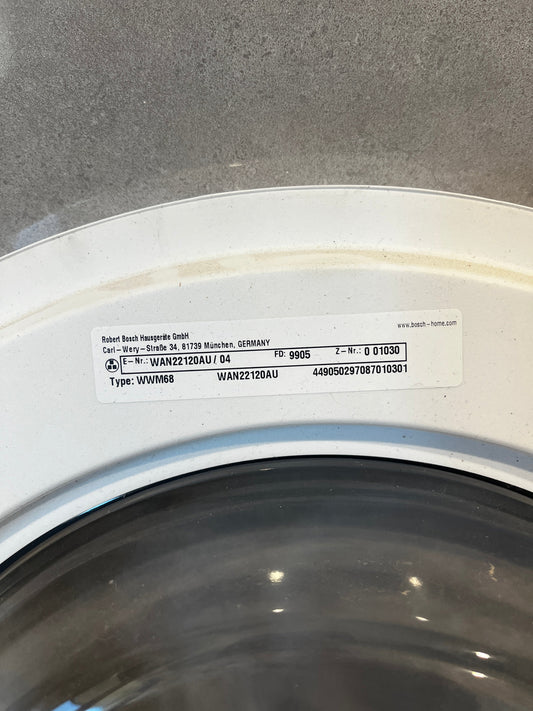 www.bosch-home.com
Robert Bosch Hausgeräte GmbH
Carl-Wery-Straße 34, 81739 München, GERMANY
E-Nr.: WAN22120AU / 04 FD: 9905 Z-Nr.: 0 01030
Type: WWM68 WAN22120AU 449050297087010301